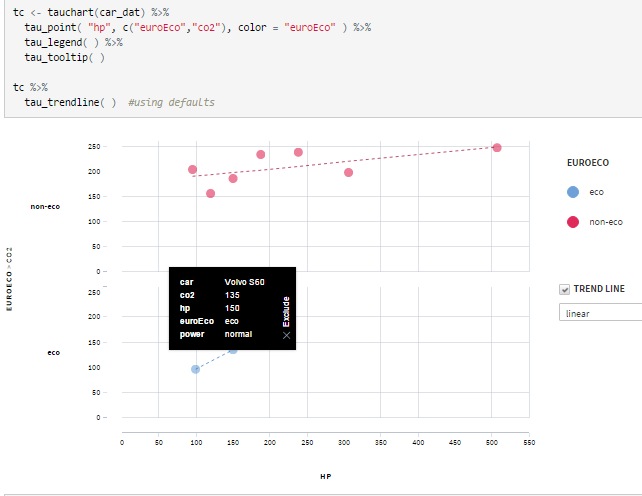 tc <- tauchart(car_dat) %>%
tau_point( "hp", c("euroEco","co2"), color = "euroEco" ) %>%
tau_legend( ) %>%
tau_tooltip( )
tc %>%
tau_trendline( ) #using defaults
250
200
150
100
50
0
non-eco
EUROECO
eco
non-eco
EUROECO > CO2
250
200
150
100
50
0
eco
car Volvo S60
co2 135
hp 150
euroEco eco
power normal
Exclude
TREND LINE
linear
0 50 100 150 200 250 300 350 400 450 500 550
HP